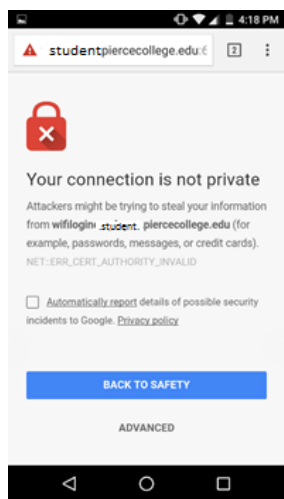 4:18 PM
studentpiercecollege.edu:6 2
Your connection is not private
Attackers might be trying to steal your information
from wifilogin .student. piercecollege.edu (for
example, passwords, messages, or credit cards).
NET::ERR_CERT_AUTHORITY_INVALID
Automatically report details of possible security
incidents to Google. Privacy policy
BACK TO SAFETY
ADVANCED